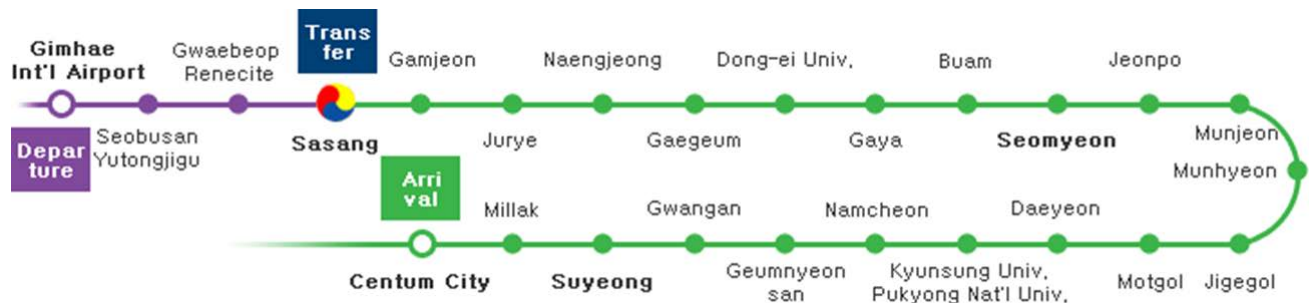 Gimhae
Int'l Airport
Gwaebeop
Renecite
Trans
fer
Gamjeon
Naengjeong
Dong-ei Univ,
Buam
Jeonpo
Depar
ture
Seobusan
Yutongjigu
Sasang
Jurye
Gaegeum
Gaya
Seomyeon
Munjeon
Munhyeon
Arri
val
Millak
Gwangan
Namcheon
Daeyeon
Centum City
Suyeong
Geumnyeon
san
Kyunsung Univ,
Pukyong Nat'l Univ,
Motgol
Jigegol